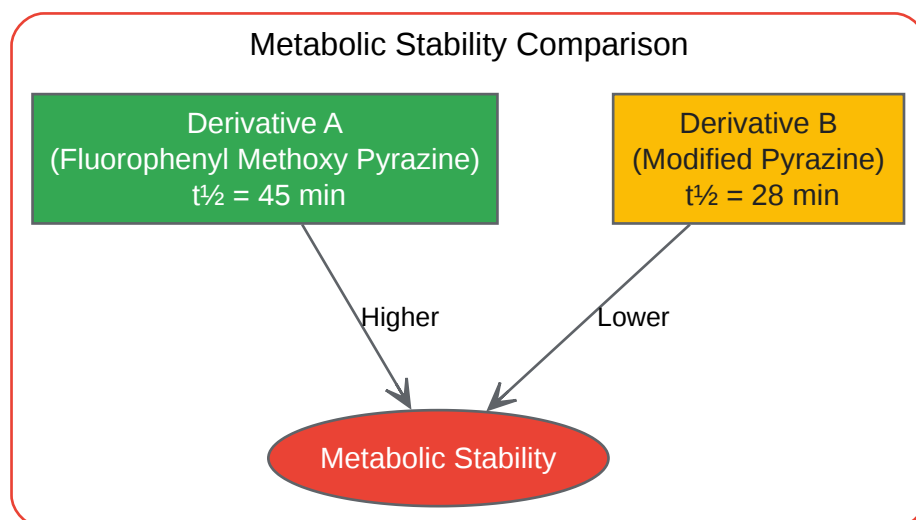 Metabolic Stability Comparison
Derivative A
(Fluorophenyl Methoxy Pyrazine)
t½ = 45 min
Derivative B
(Modified Pyrazine)
t½ = 28 min
Higher
Lower
Metabolic Stability